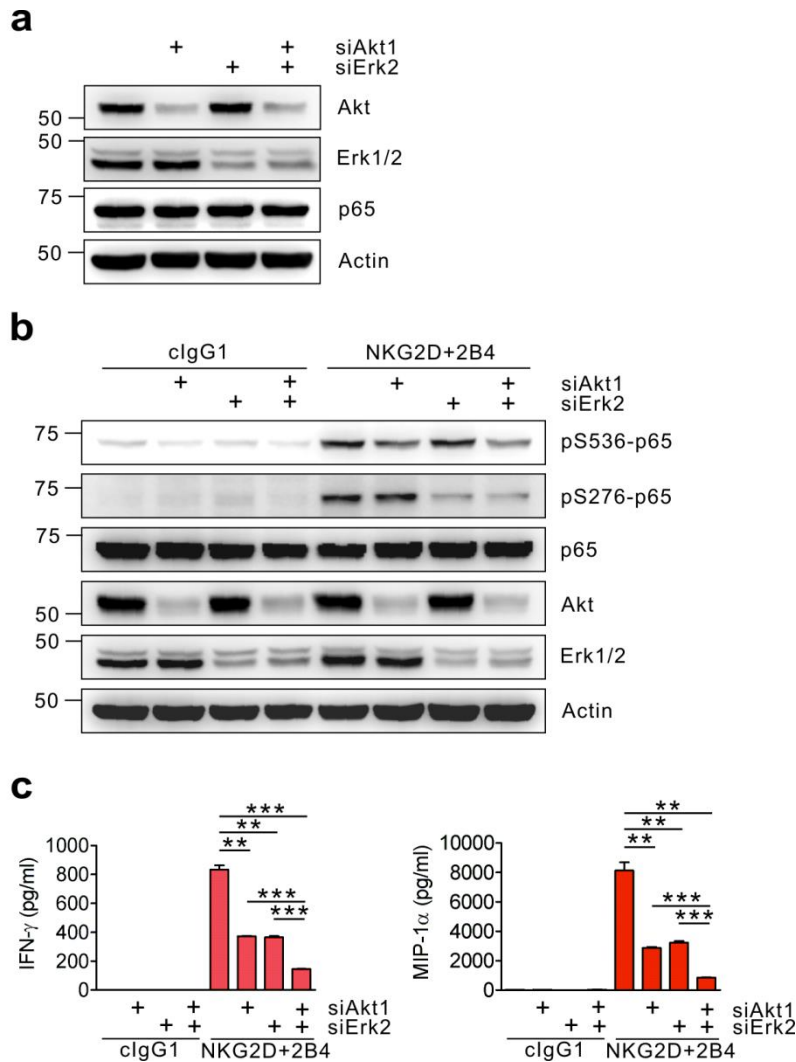 a
+ + siAkt1
+ + siErk2
50 Akt
50 Erk1/2
75 p65
50 Actin
b
cIgG1 NKG2D+2B4
+ + + + siAkt1
+ + + + siErk2
75 pS536-p65
75 pS276-p65
75 p65
50 Akt
50 Erk1/2
50 Actin
c
***
**
**
***
***
1000
800
600
400
200
0
IFN-γ (pg/ml)
+ + + + siAkt1
+ + + + siErk2
cIgG1 NKG2D+2B4
**
**
**
***
***
10000
8000
6000
4000
2000
0
MIP-1α (pg/ml)
+ + + + siAkt1
+ + + + siErk2
cIgG1 NKG2D+2B4